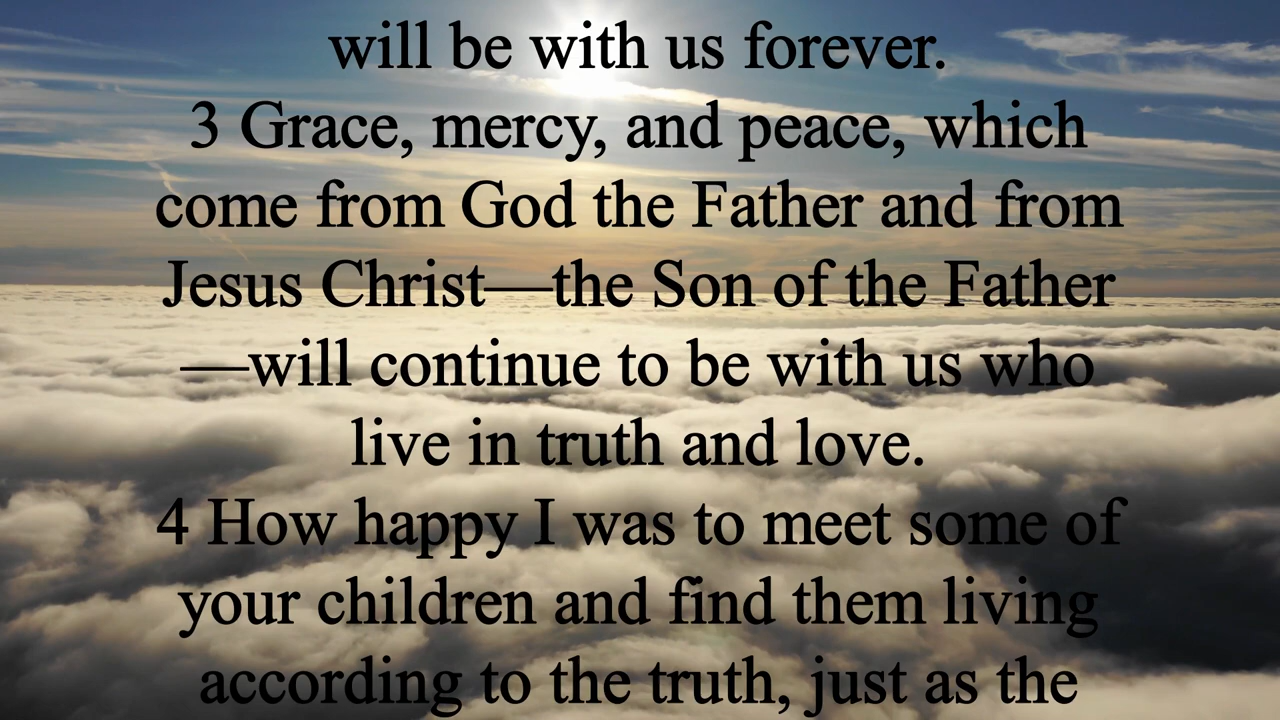 will be with us forever.
3 Grace, mercy, and peace, which
come from God the Father and from
Jesus Christ—the Son of the Father
—will continue to be with us who
live in truth and love.
4 How happy I was to meet some of
your children and find them living
according to the truth, just as the